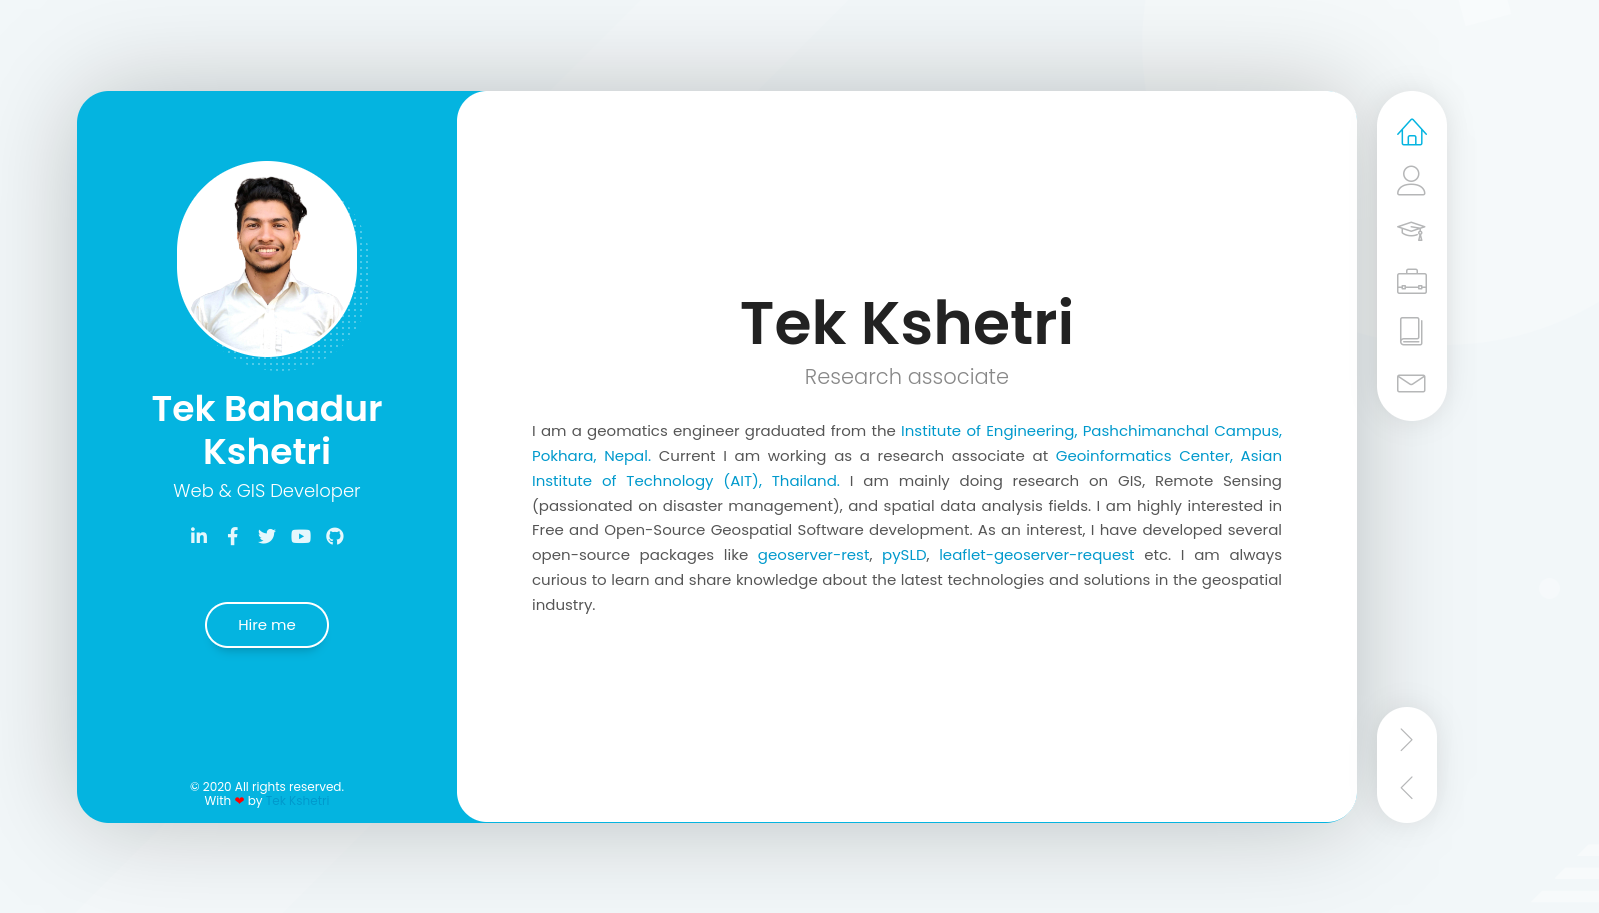 Tek Bahadur
Kshetri
Web & GIS Developer
Hire me
© 2020 All rights reserved.
With ❤ by Tek Kshetri
Tek Kshetri
Research associate
I am a geomatics engineer graduated from the Institute of Engineering, Pashchimanchal Campus,
Pokhara, Nepal. Current I am working as a research associate at Geoinformatics Center, Asian
Institute of Technology (AIT), Thailand. I am mainly doing research on GIS, Remote Sensing
(passionated on disaster management), and spatial data analysis fields. I am highly interested in
Free and Open-Source Geospatial Software development. As an interest, I have developed several
open-source packages like geoserver-rest, pySLD, leaflet-geoserver-request etc. I am always
curious to learn and share knowledge about the latest technologies and solutions in the geospatial
industry.